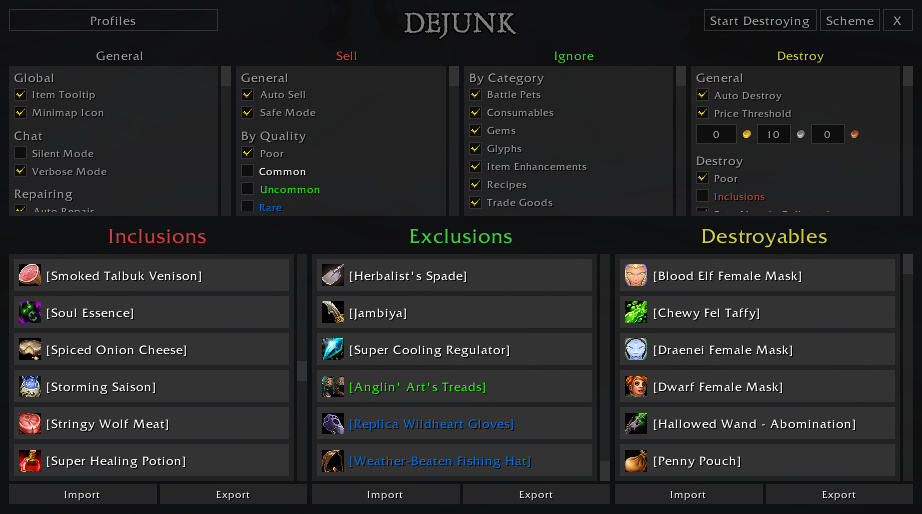 Profiles
DEJUNK
Start Destroying
Scheme
X
General
Sell
Ignore
Destroy
Global
Item Tooltip
Minimap Icon
Chat
Silent Mode
Verbose Mode
Repairing
Auto Repair
General
Auto Sell
Safe Mode
By Quality
Poor
Common
Uncommon
Rare
By Category
Battle Pets
Consumables
Gems
Glyphs
Item Enhancements
Recipes
Trade Goods
General
Auto Destroy
Price Threshold
0
10
0
Destroy
Poor
Inclusions
Inclusions
[Smoked Talbuk Venison]
[Soul Essence]
[Spiced Onion Cheese]
[Storming Saison]
[Stringy Wolf Meat]
[Super Healing Potion]
Import
Export
Exclusions
[Herbalist's Spade]
[Jambiya]
[Super Cooling Regulator]
[Anglin' Art's Treads]
[Replica Wildheart Gloves]
[Weather-Beaten Fishing Hat]
Import
Export
Destroyables
[Blood Elf Female Mask]
[Chewy Fel Taffy]
[Draenei Female Mask]
[Dwarf Female Mask]
[Hallowed Wand - Abomination]
[Penny Pouch]
Import
Export